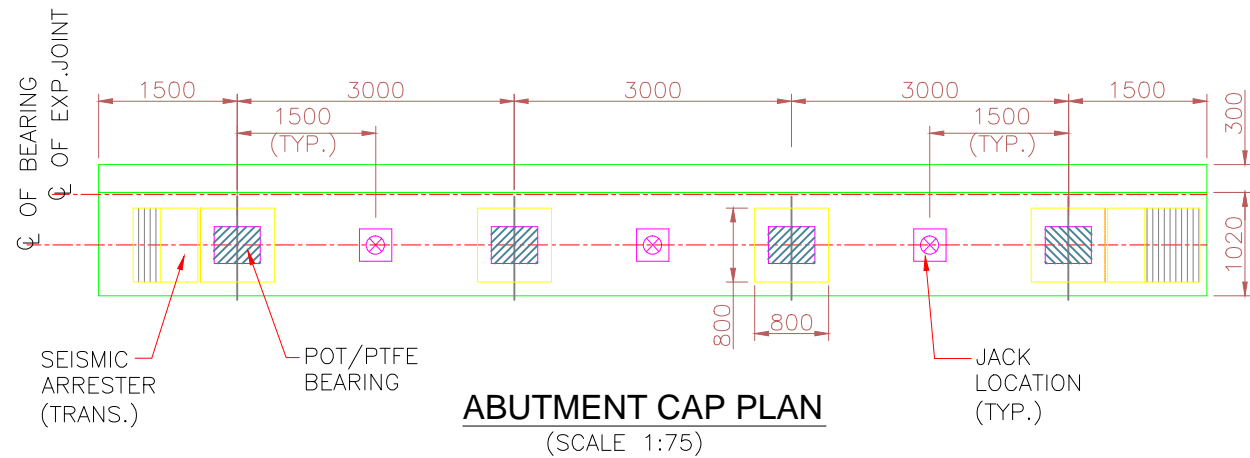 ℄ OF BEARING
℄ OF EXP.JOINT
1500
3000
3000
3000
1500
1500
(TYP.)
1500
(TYP.)
300
1020
800
800
SEISMIC
ARRESTER
(TRANS.)
POT/PTFE
BEARING
JACK
LOCATION
(TYP.)
ABUTMENT CAP PLAN
(SCALE 1:75)